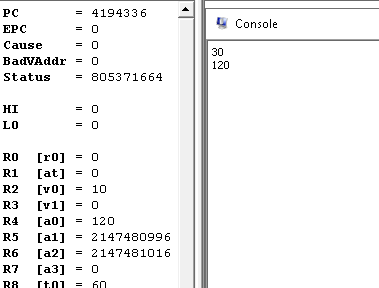 PC = 4194336
EPC = 0
Cause = 0
BadVAddr = 0
Status = 805371664
HI = 0
LO = 0
R0 [r0] = 0
R1 [at] = 0
R2 [v0] = 10
R3 [v1] = 0
R4 [a0] = 120
R5 [a1] = 2147480996
R6 [a2] = 2147481016
R7 [a3] = 0
R8 [t0] = 60
Console
30
120